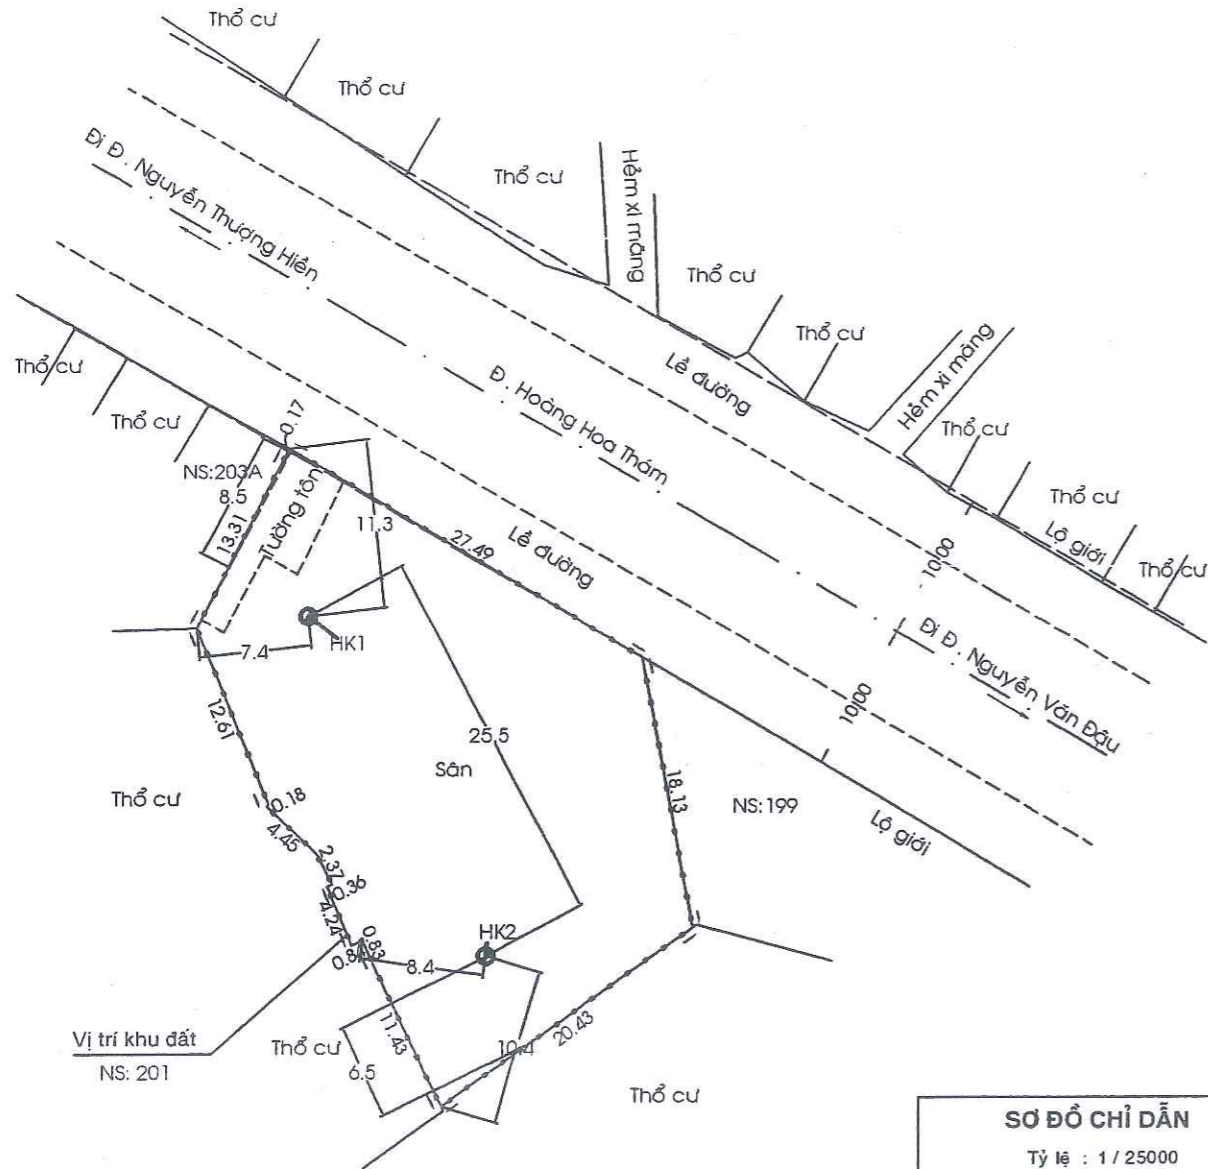 Thổ cư
Thổ cư
Thổ cư
Hẻm xi măng
Đi Đ. Nguyễn Thượng Hiền
Thổ cư
Thổ cư
Hẻm xi măng
Thổ cư
Lề đường
Đ. Hoàng Hoa Thám
Thổ cư
0.17
Thổ cư
NS:203A
8.5
13.31
Tường tôn
11.3
27.49
Lề đường
Thổ cư
Lộ giới
Thổ cư
10.00
HK1
7.4
Đi Đ. Nguyễn Văn Đậu
10.00
12.61
25.5
Sân
18.13
NS:199
Thổ cư
0.18
4.45
Lộ giới
2.37
0.36
4.24
0.83
0.84
HK2
8.4
11.43
20.43
Vị trí khu đất
NS: 201
Thổ cư
6.5
10.4
Thổ cư
SƠ ĐỒ CHỈ DẪN
Tỷ lệ : 1 / 25000